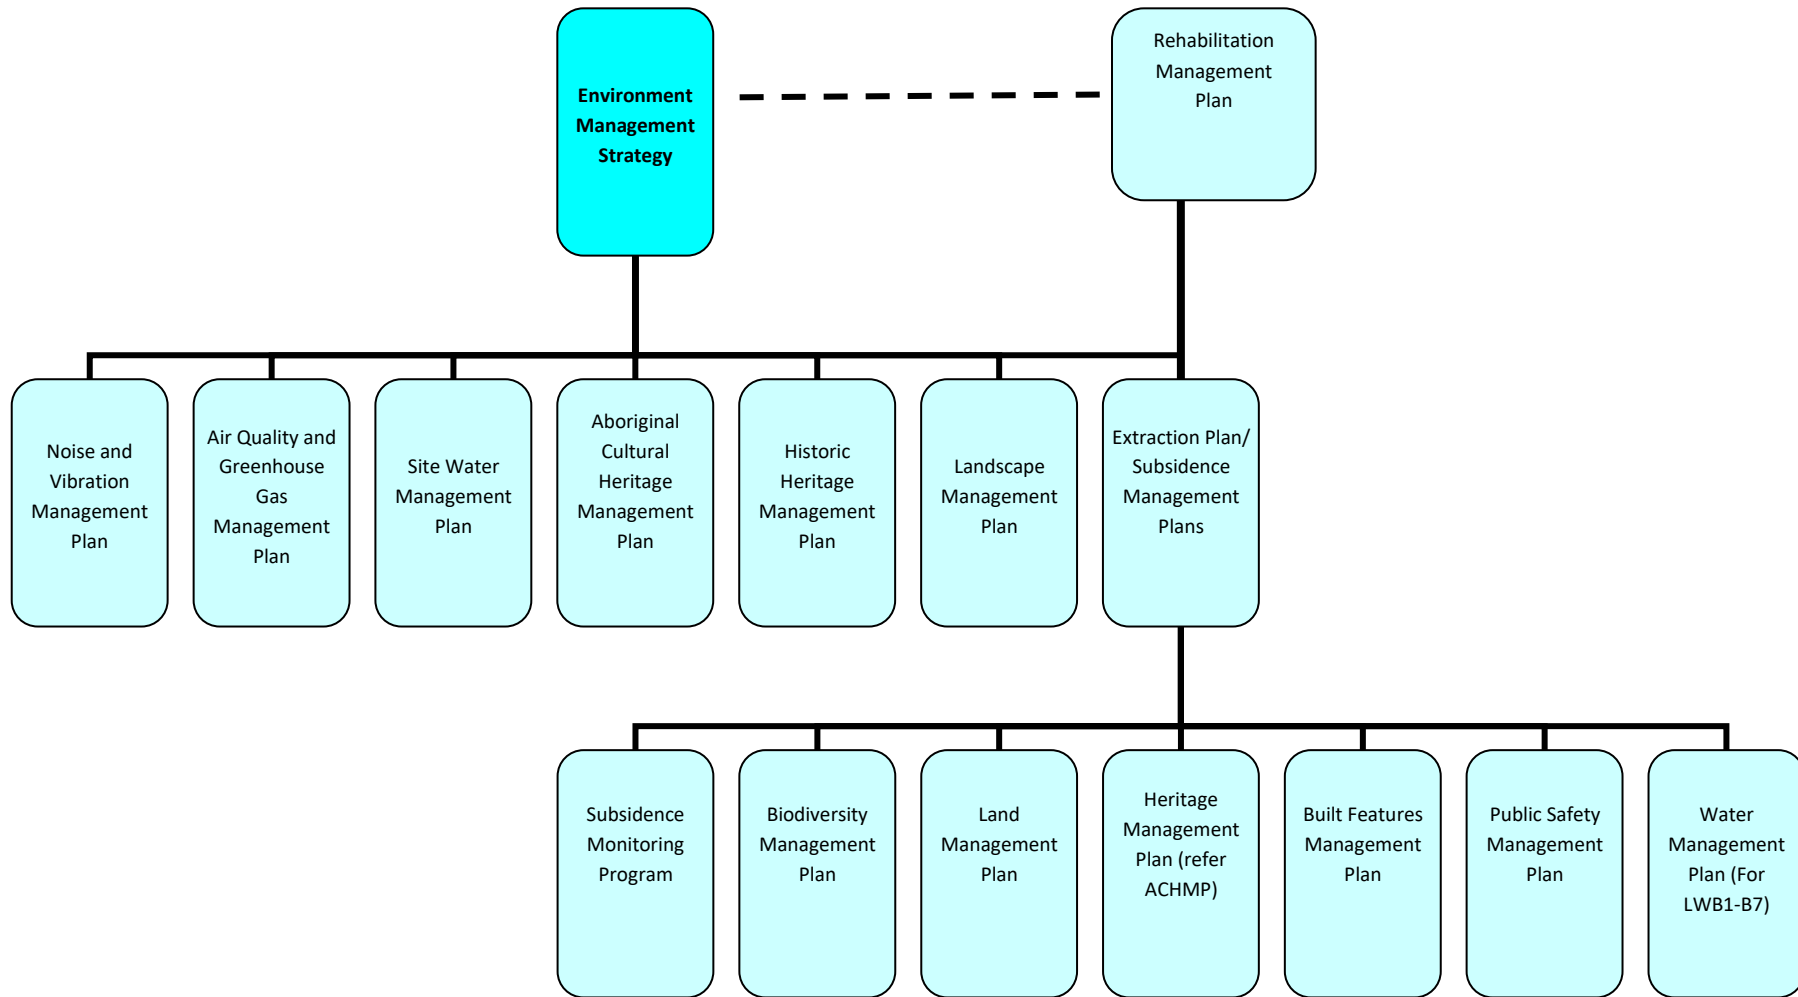 Environment
Management
Strategy
Rehabilitation
Management
Plan
Noise and
Vibration
Management
Plan
Air Quality and
Greenhouse
Gas
Management
Plan
Site Water
Management
Plan
Aboriginal
Cultural
Heritage
Management
Plan
Historic
Heritage
Management
Plan
Landscape
Management
Plan
Extraction Plan/
Subsidence
Management
Plans
Subsidence
Monitoring
Program
Biodiversity
Management
Plan
Land
Management
Plan
Heritage
Management
Plan (refer
ACHMP)
Built Features
Management
Plan
Public Safety
Management
Plan
Water
Management
Plan (For
LWB1-B7)